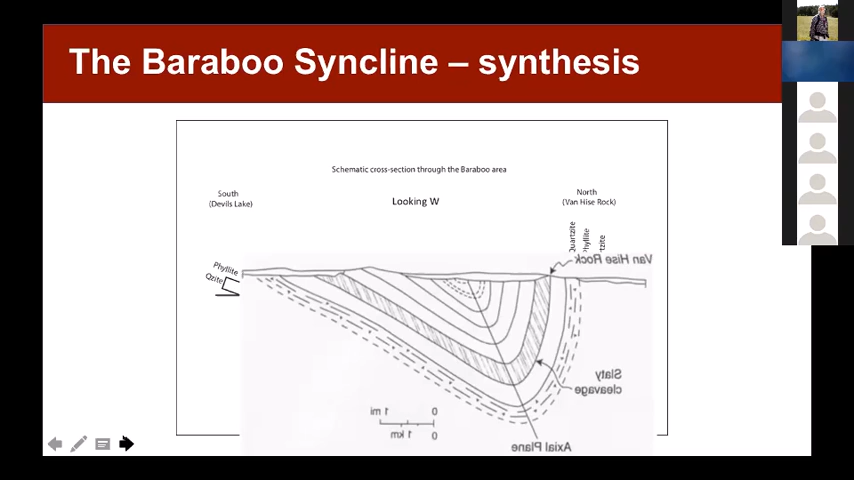 The Baraboo Syncline – synthesis
Schematic cross-section through the Baraboo area
South
(Devils Lake)
Looking W
North
(Van Hise Rock)
Quartzite
Phyllite
Qtzite
Phyllite
Qtzite
Van Hise Rock
Slaty
cleavage
1 mi 0
1 km 0
Axial Plane